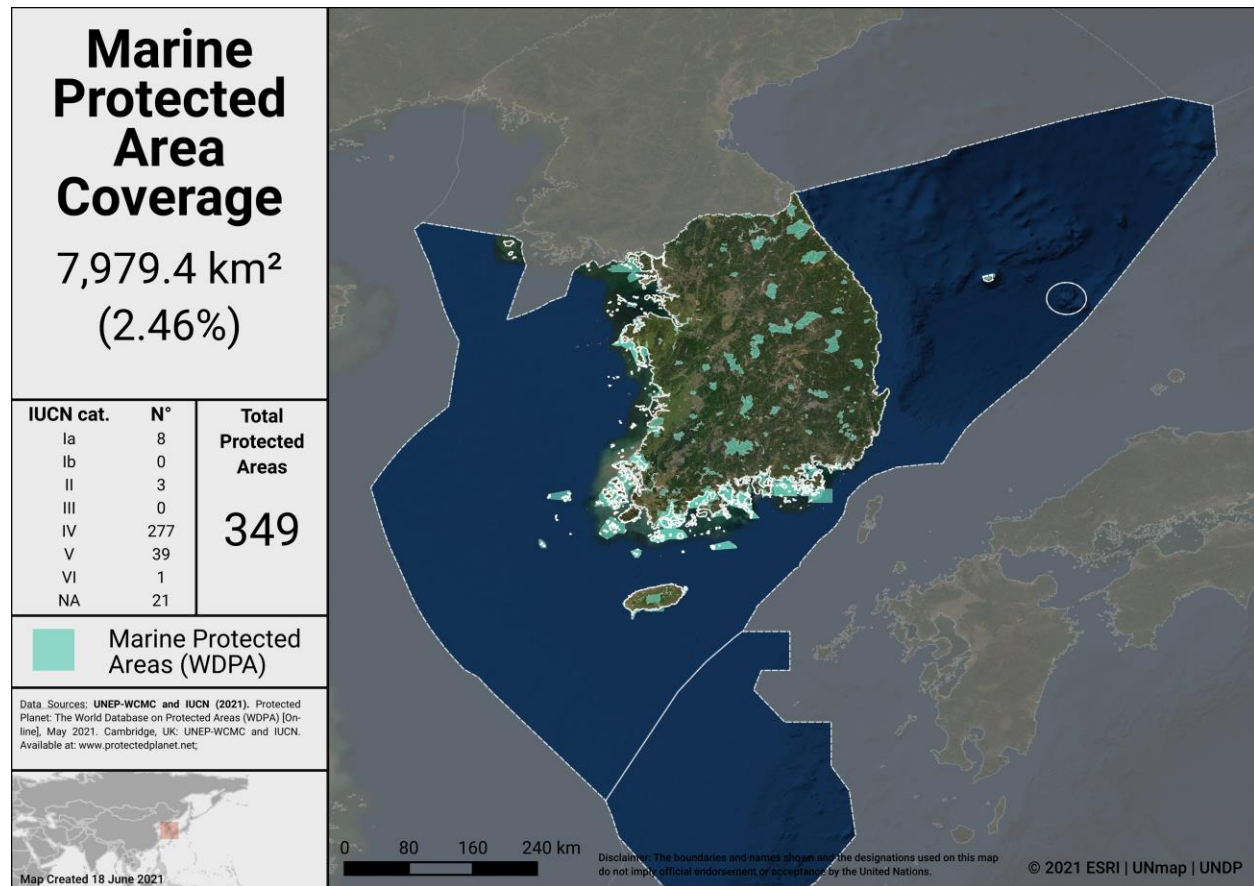 Marine
Protected
Area
Coverage
7,979.4 km²
(2.46%)
IUCN cat. N°
Ia 8
Ib 0
II 3
III 0
IV 277
V 39
VI 1
NA 21
Total
Protected
Areas
349
Marine Protected
Areas (WDPA)
Data Sources: UNEP-WCMC and IUCN (2021). Protected
Planet: The World Database on Protected Areas (WDPA) [On-
line], May 2021. Cambridge, UK: UNEP-WCMC and IUCN.
Available at: www.protectedplanet.net;
Map Created 18 June 2021
0 80 160 240 km
Disclaimer: The boundaries and names shown and the designations used on this map
do not imply official endorsement or acceptance by the United Nations.
© 2021 ESRI | UNmap | UNDP